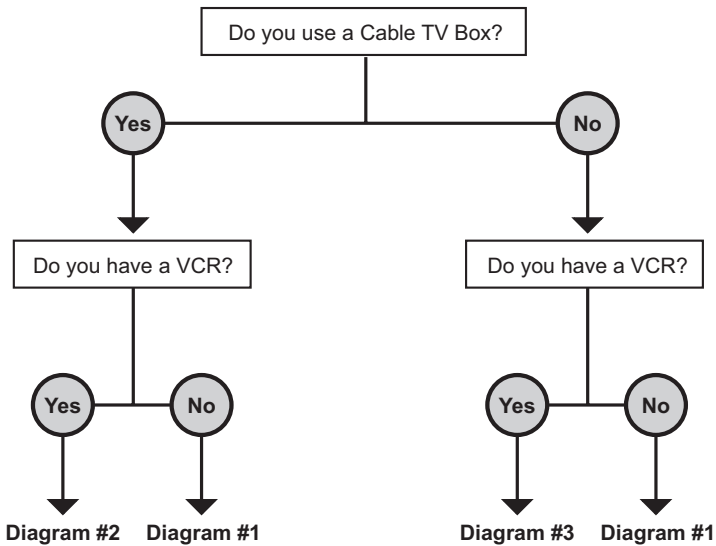 Do you use a Cable TV Box?
Yes
No
Do you have a VCR?
Do you have a VCR?
Yes
No
Yes
No
Diagram #2
Diagram #1
Diagram #3
Diagram #1